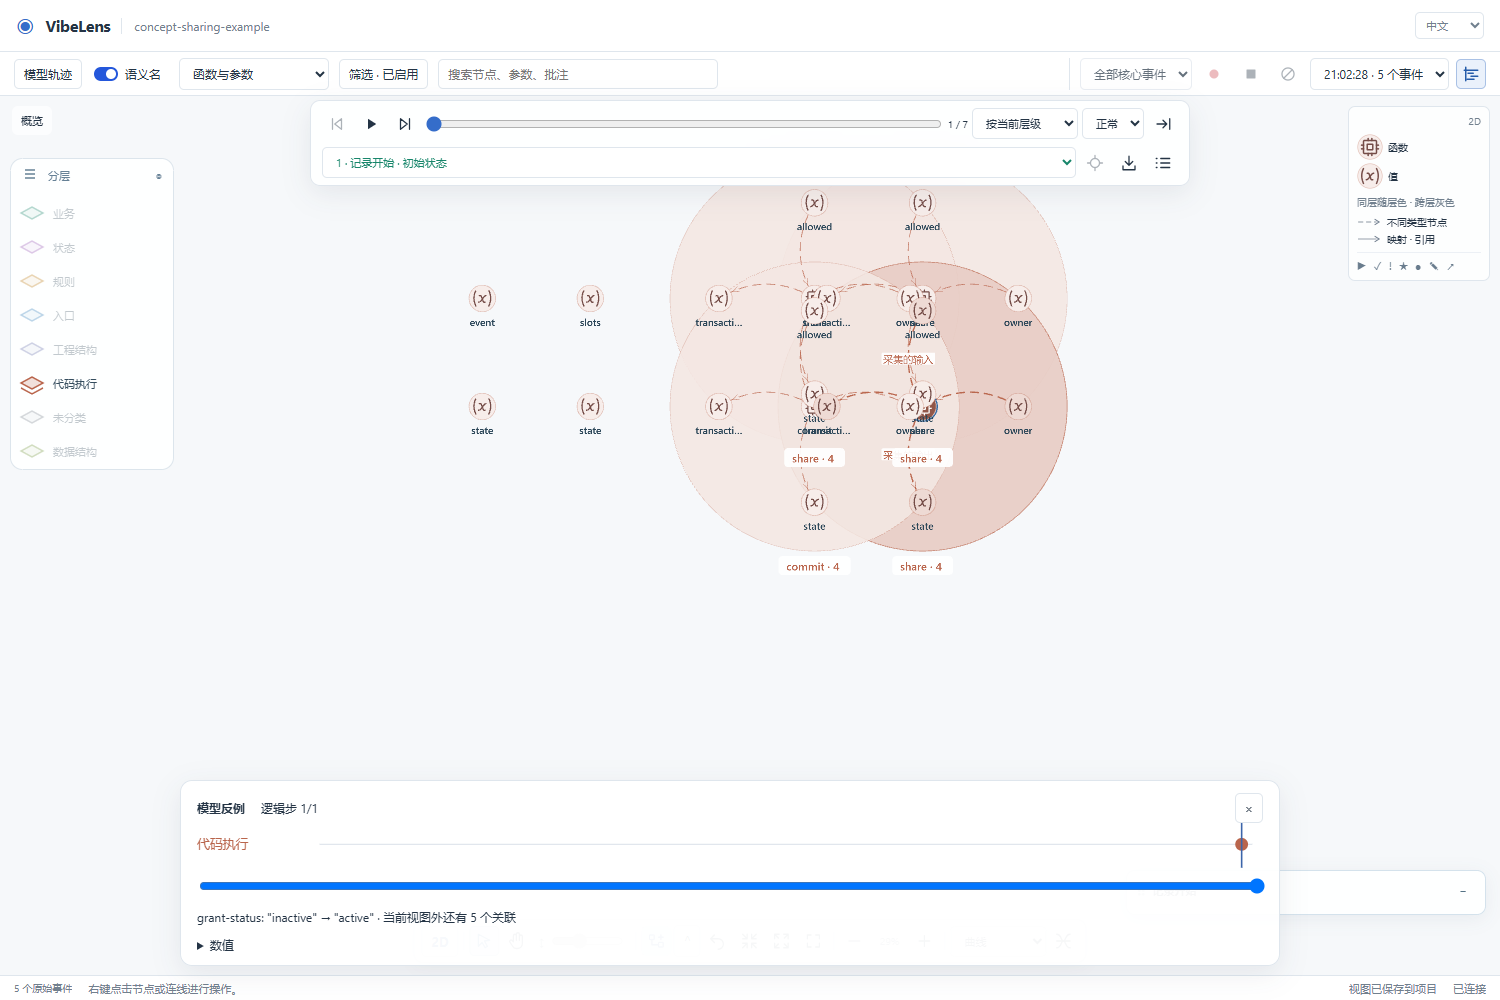 VibeLens
concept-sharing-example
中文
模型轨迹
语义名
函数与参数
筛选 · 已启用
搜索节点、参数、批注
全部核心事件
21:02:28 · 5 个事件
概览
1 / 7
按当前层级
正常
1 · 记录开始 · 初始状态
2D
函数
值
同层随层色 · 跨层灰色
不同类型节点
映射 · 引用
分层
业务
状态
规则
入口
工程结构
代码执行
未分类
数据结构
(x) allowed
(x) allowed
(x) event
(x) slots
(x) transacti...
(x) owner
allowed
allowed
采集的输入
(x) state
(x) state
(x) transacti...
(x) owner
share · 4
share · 4
(x) state
(x) state
commit · 4
share · 4
模型反例
逻辑步 1/1
×
代码执行
grant-status: "inactive" → "active" · 当前视图外还有 5 个关联
数值
5 个原始事件
右键点击节点或连线进行操作。
视图已保存到项目
已连接